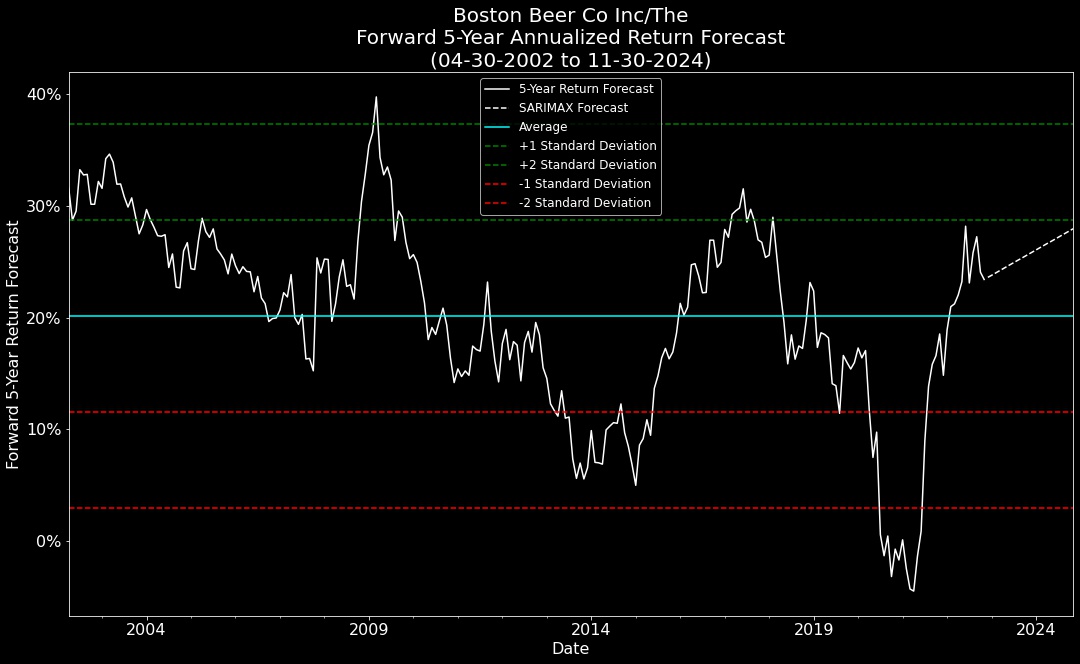 Boston Beer Co Inc/The
Forward 5-Year Annualized Return Forecast
(04-30-2002 to 11-30-2024)
5-Year Return Forecast
SARIMAX Forecast
Average
+1 Standard Deviation
+2 Standard Deviation
-1 Standard Deviation
-2 Standard Deviation
Forward 5-Year Return Forecast
40%
30%
20%
10%
0%
2004
2009
2014
2019
2024
Date